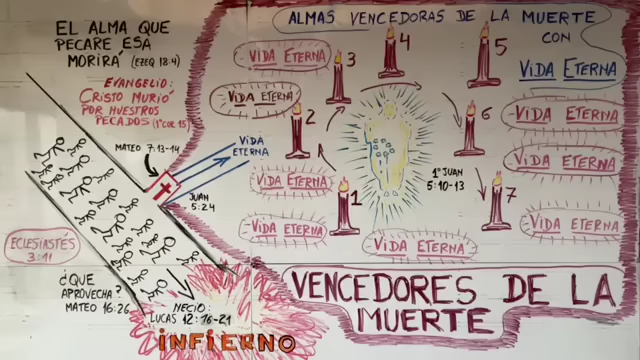 EL ALMA QUE
PECARE ESA
MORIRÁ (EZEQ 18:4)
EVANGELIO:
CRISTO MURIÓ
POR NUESTROS
PECADOS (1ªCOR 15)
MATEO 7:13-14
VIDA
ETERNA
JUAN
5:24
ECLESIASTÉS
3:11
¿QUE
APROVECHA?
MATEO 16:26
NECIO:
LUCAS 12:16-21
INFIERNO
ALMAS VENCEDORAS DE LA MUERTE
CON
VIDA ETERNA
VIDA ETERNA
VIDA ETERNA
VIDA ETERNA
VIDA ETERNA
VIDA ETERNA
VIDA ETERNA
VIDA ETERNA
VIDA ETERNA
1
2
3
4
5
6
7
1º JUAN
5:10-13
VENCEDORES DE LA
MUERTE